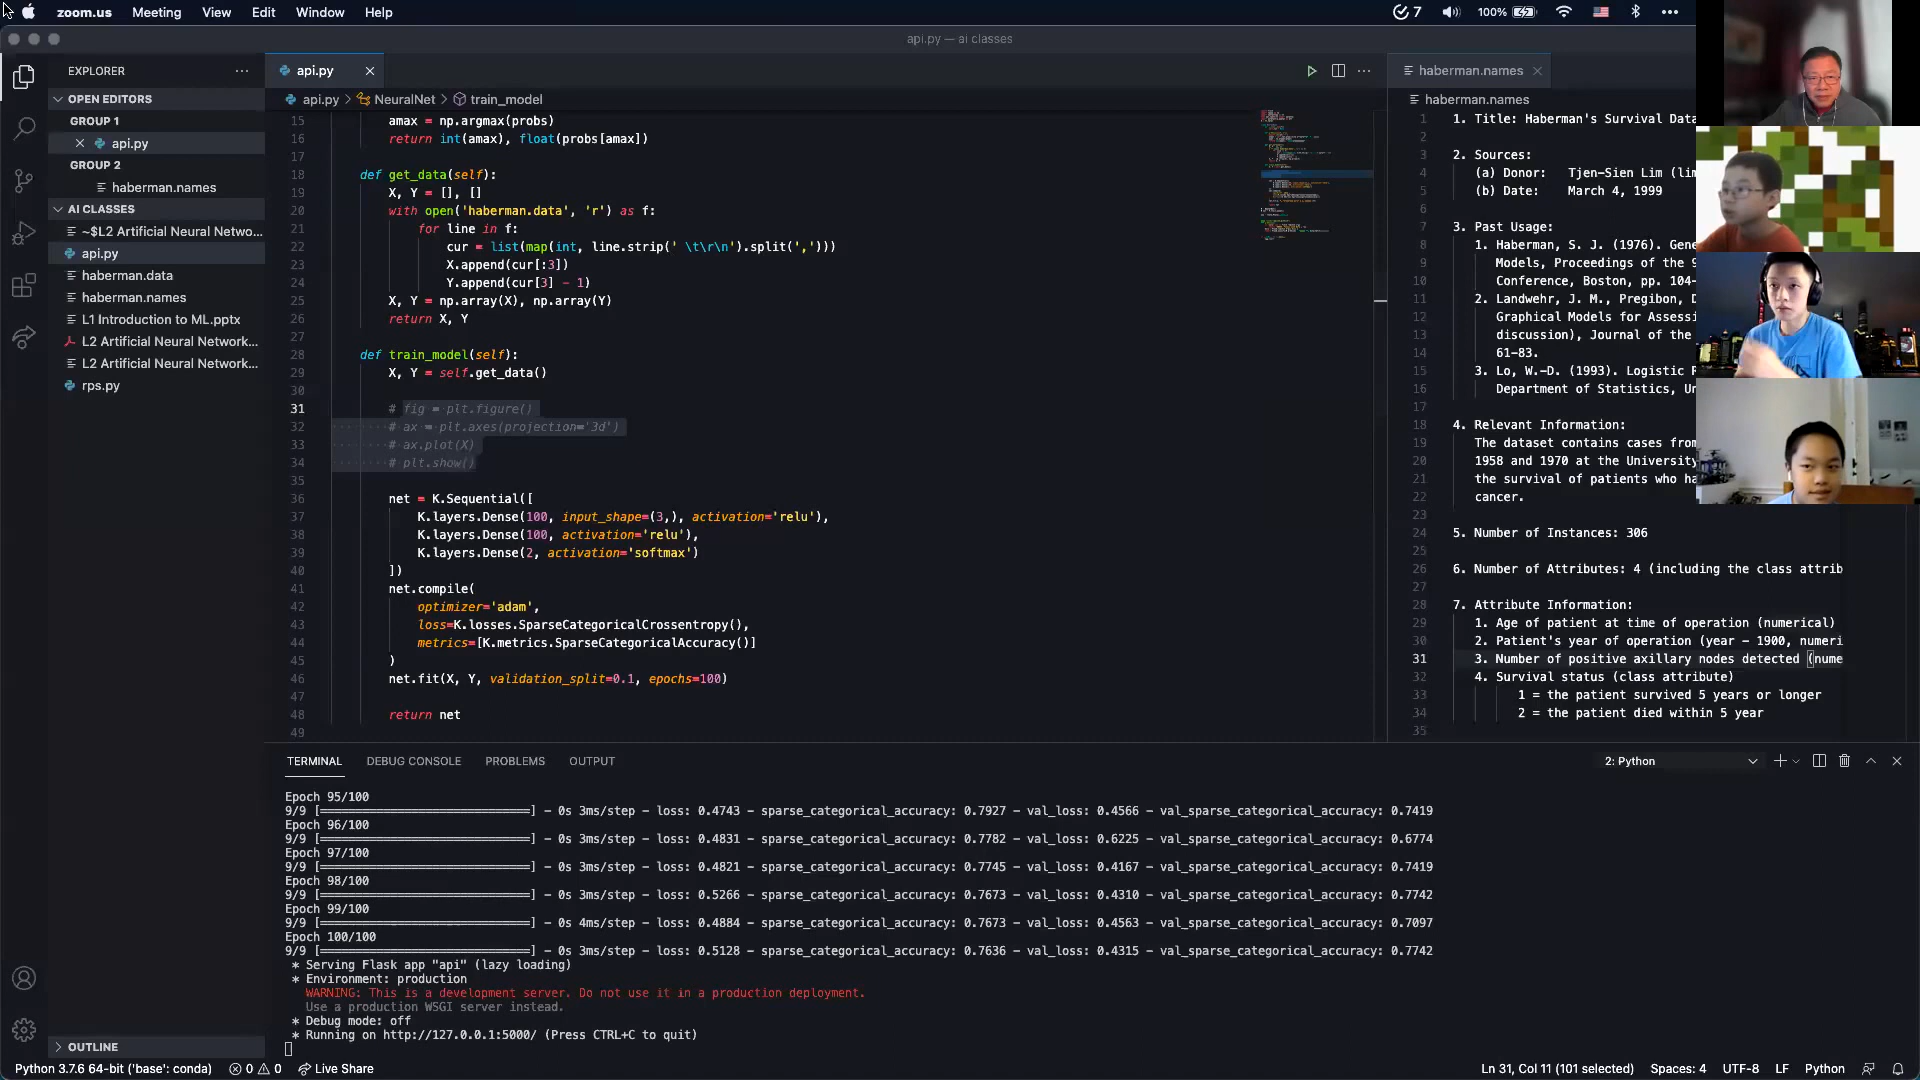 zoom.us Meeting View Edit Window Help 7 100%
api.py — ai classes
EXPLORER
OPEN EDITORS
GROUP 1
api.py
GROUP 2
haberman.names
AI CLASSES
~$L2 Artificial Neural Netwo...
api.py
haberman.data
haberman.names
L1 Introduction to ML.pptx
L2 Artificial Neural Network...
L2 Artificial Neural Network...
rps.py
OUTLINE
api.py
api.py > NeuralNet > train_model
15 amax = np.argmax(probs)
16 return int(amax), float(probs[amax])
17
18 def get_data(self):
19 X, Y = [], []
20 with open('haberman.data', 'r') as f:
21 for line in f:
22 cur = list(map(int, line.strip(' \t\r\n').split(',')))
23 X.append(cur[:3])
24 Y.append(cur[3] - 1)
25 X, Y = np.array(X), np.array(Y)
26 return X, Y
27
28 def train_model(self):
29 X, Y = self.get_data()
30
31 # fig = plt.figure()
32 # ax = plt.axes(projection='3d')
33 # ax.plot(X)
34 # plt.show()
35
36 net = K.Sequential([
37 K.layers.Dense(100, input_shape=(3,), activation='relu'),
38 K.layers.Dense(100, activation='relu'),
39 K.layers.Dense(2, activation='softmax')
40 ])
41 net.compile(
42 optimizer='adam',
43 loss=K.losses.SparseCategoricalCrossentropy(),
44 metrics=[K.metrics.SparseCategoricalAccuracy()]
45 )
46 net.fit(X, Y, validation_split=0.1, epochs=100)
47
48 return net
49
haberman.names
haberman.names
1 1. Title: Haberman's Survival Data
2
3 2. Sources:
4 (a) Donor: Tjen-Sien Lim (lim
5 (b) Date: March 4, 1999
6
7 3. Past Usage:
8 1. Haberman, S. J. (1976). Gene
9 Models, Proceedings of the 9
10 Conference, Boston, pp. 104-
11 2. Landwehr, J. M., Pregibon, D
12 Graphical Models for Assessi
13 discussion), Journal of the
14 61-83.
15 3. Lo, W.-D. (1993). Logistic R
16 Department of Statistics, Un
17
18 4. Relevant Information:
19 The dataset contains cases from
20 1958 and 1970 at the University
21 the survival of patients who ha
22 cancer.
23
24 5. Number of Instances: 306
25
26 6. Number of Attributes: 4 (including the class attrib
27
28 7. Attribute Information:
29 1. Age of patient at time of operation (numerical)
30 2. Patient's year of operation (year - 1900, numeri
31 3. Number of positive axillary nodes detected (nume
32 4. Survival status (class attribute)
33 1 = the patient survived 5 years or longer
34 2 = the patient died within 5 year
35
TERMINAL DEBUG CONSOLE PROBLEMS OUTPUT 2: Python
Epoch 95/100
9/9 [==============================] - 0s 3ms/step - loss: 0.4743 - sparse_categorical_accuracy: 0.7927 - val_loss: 0.4566 - val_sparse_categorical_accuracy: 0.7419
Epoch 96/100
9/9 [==============================] - 0s 3ms/step - loss: 0.4831 - sparse_categorical_accuracy: 0.7782 - val_loss: 0.6225 - val_sparse_categorical_accuracy: 0.6774
Epoch 97/100
9/9 [==============================] - 0s 3ms/step - loss: 0.4821 - sparse_categorical_accuracy: 0.7745 - val_loss: 0.4167 - val_sparse_categorical_accuracy: 0.7419
Epoch 98/100
9/9 [==============================] - 0s 3ms/step - loss: 0.5266 - sparse_categorical_accuracy: 0.7673 - val_loss: 0.4310 - val_sparse_categorical_accuracy: 0.7742
Epoch 99/100
9/9 [==============================] - 0s 4ms/step - loss: 0.4884 - sparse_categorical_accuracy: 0.7673 - val_loss: 0.4563 - val_sparse_categorical_accuracy: 0.7097
Epoch 100/100
9/9 [==============================] - 0s 3ms/step - loss: 0.5128 - sparse_categorical_accuracy: 0.7636 - val_loss: 0.4315 - val_sparse_categorical_accuracy: 0.7742
* Serving Flask app "api" (lazy loading)
* Environment: production
WARNING: This is a development server. Do not use it in a production deployment.
Use a production WSGI server instead.
* Debug mode: off
* Running on http://127.0.0.1:5000/ (Press CTRL+C to quit)
Python 3.7.6 64-bit ('base': conda) 0 0 Live Share Ln 31, Col 11 (101 selected) Spaces: 4 UTF-8 LF Python